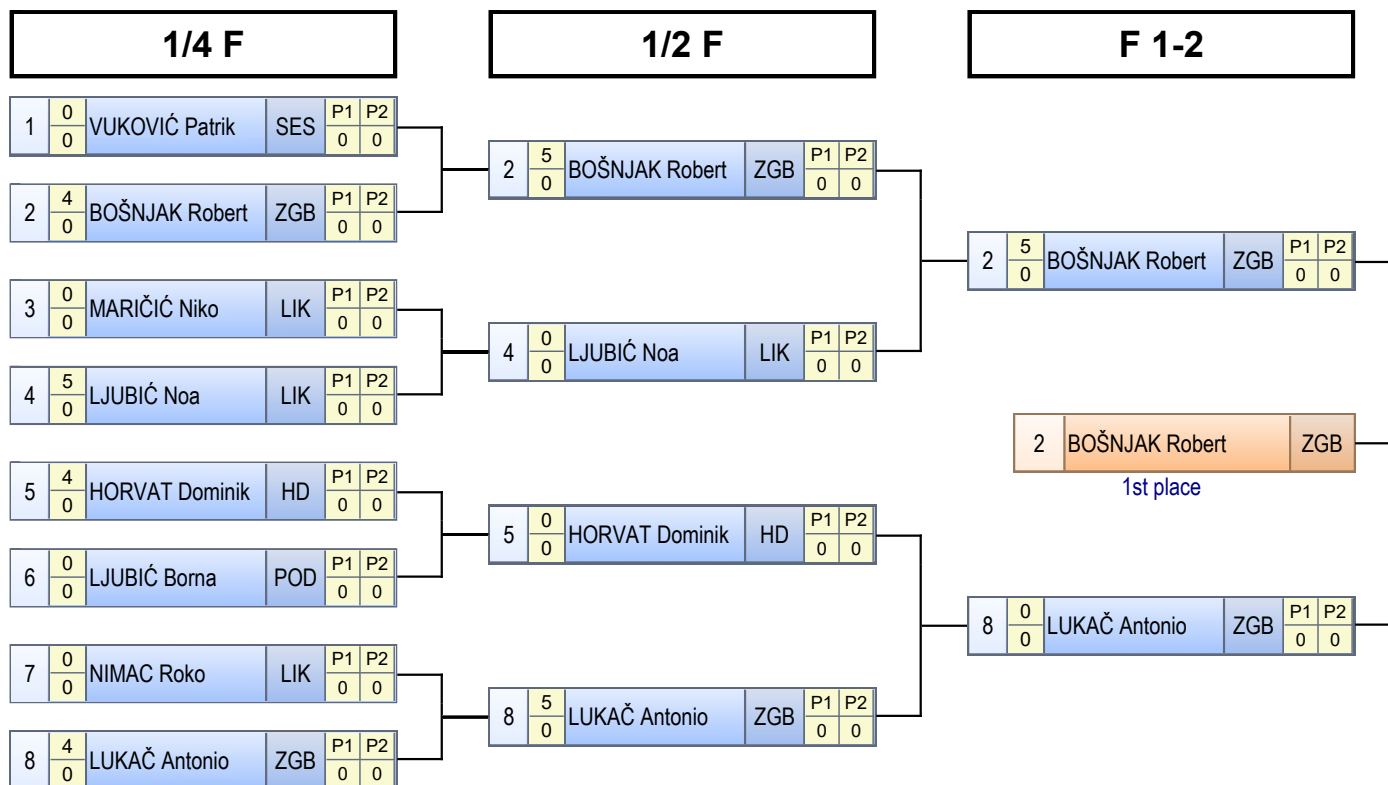 1/4 F
1/2 F
F 1-2
1 0 0 VUKOVIĆ Patrik SES P1 P2 0 0
2 4 0 BOŠNJAK Robert ZGB P1 P2 0 0
3 0 0 MARIČIĆ Niko LIK P1 P2 0 0
4 5 0 LJUBIĆ Noa LIK P1 P2 0 0
5 4 0 HORVAT Dominik HD P1 P2 0 0
6 0 0 LJUBIĆ Borna POD P1 P2 0 0
7 0 0 NIMAC Roko LIK P1 P2 0 0
8 4 0 LUKAČ Antonio ZGB P1 P2 0 0
2 5 0 BOŠNJAK Robert ZGB P1 P2 0 0
4 0 0 LJUBIĆ Noa LIK P1 P2 0 0
5 0 0 HORVAT Dominik HD P1 P2 0 0
8 5 0 LUKAČ Antonio ZGB P1 P2 0 0
2 5 0 BOŠNJAK Robert ZGB P1 P2 0 0
2 BOŠNJAK Robert ZGB
1st place
8 0 0 LUKAČ Antonio ZGB P1 P2 0 0